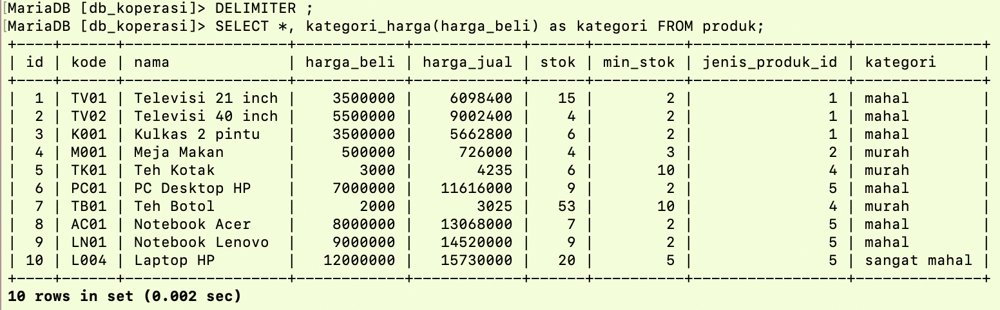 [MariaDB [db_koperasi]> DELIMITER ;
[MariaDB [db_koperasi]> SELECT *, kategori_harga(harga_beli) as kategori FROM produk;
+----+------+------------------+------------+------------+------+----------+-----------------+--------------+
| id | kode | nama             | harga_beli | harga_jual | stok | min_stok | jenis_produk_id | kategori     |
+----+------+------------------+------------+------------+------+----------+-----------------+--------------+
|  1 | TV01 | Televisi 21 inch |    3500000 |    6098400 |   15 |        2 |               1 | mahal        |
|  2 | TV02 | Televisi 40 inch |    5500000 |    9002400 |    4 |        2 |               1 | mahal        |
|  3 | K001 | Kulkas 2 pintu   |    3500000 |    5662800 |    6 |        2 |               1 | mahal        |
|  4 | M001 | Meja Makan       |     500000 |     726000 |    4 |        3 |               2 | murah        |
|  5 | TK01 | Teh Kotak        |       3000 |       4235 |    6 |       10 |               4 | murah        |
|  6 | PC01 | PC Desktop HP    |    7000000 |   11616000 |    9 |        2 |               5 | mahal        |
|  7 | TB01 | Teh Botol        |       2000 |       3025 |   53 |       10 |               4 | murah        |
|  8 | AC01 | Notebook Acer    |    8000000 |   13068000 |    7 |        2 |               5 | mahal        |
|  9 | LN01 | Notebook Lenovo  |    9000000 |   14520000 |    9 |        2 |               5 | mahal        |
| 10 | L004 | Laptop HP        |   12000000 |   15730000 |   20 |        5 |               5 | sangat mahal |
+----+------+------------------+------------+------------+------+----------+-----------------+--------------+
10 rows in set (0.002 sec)